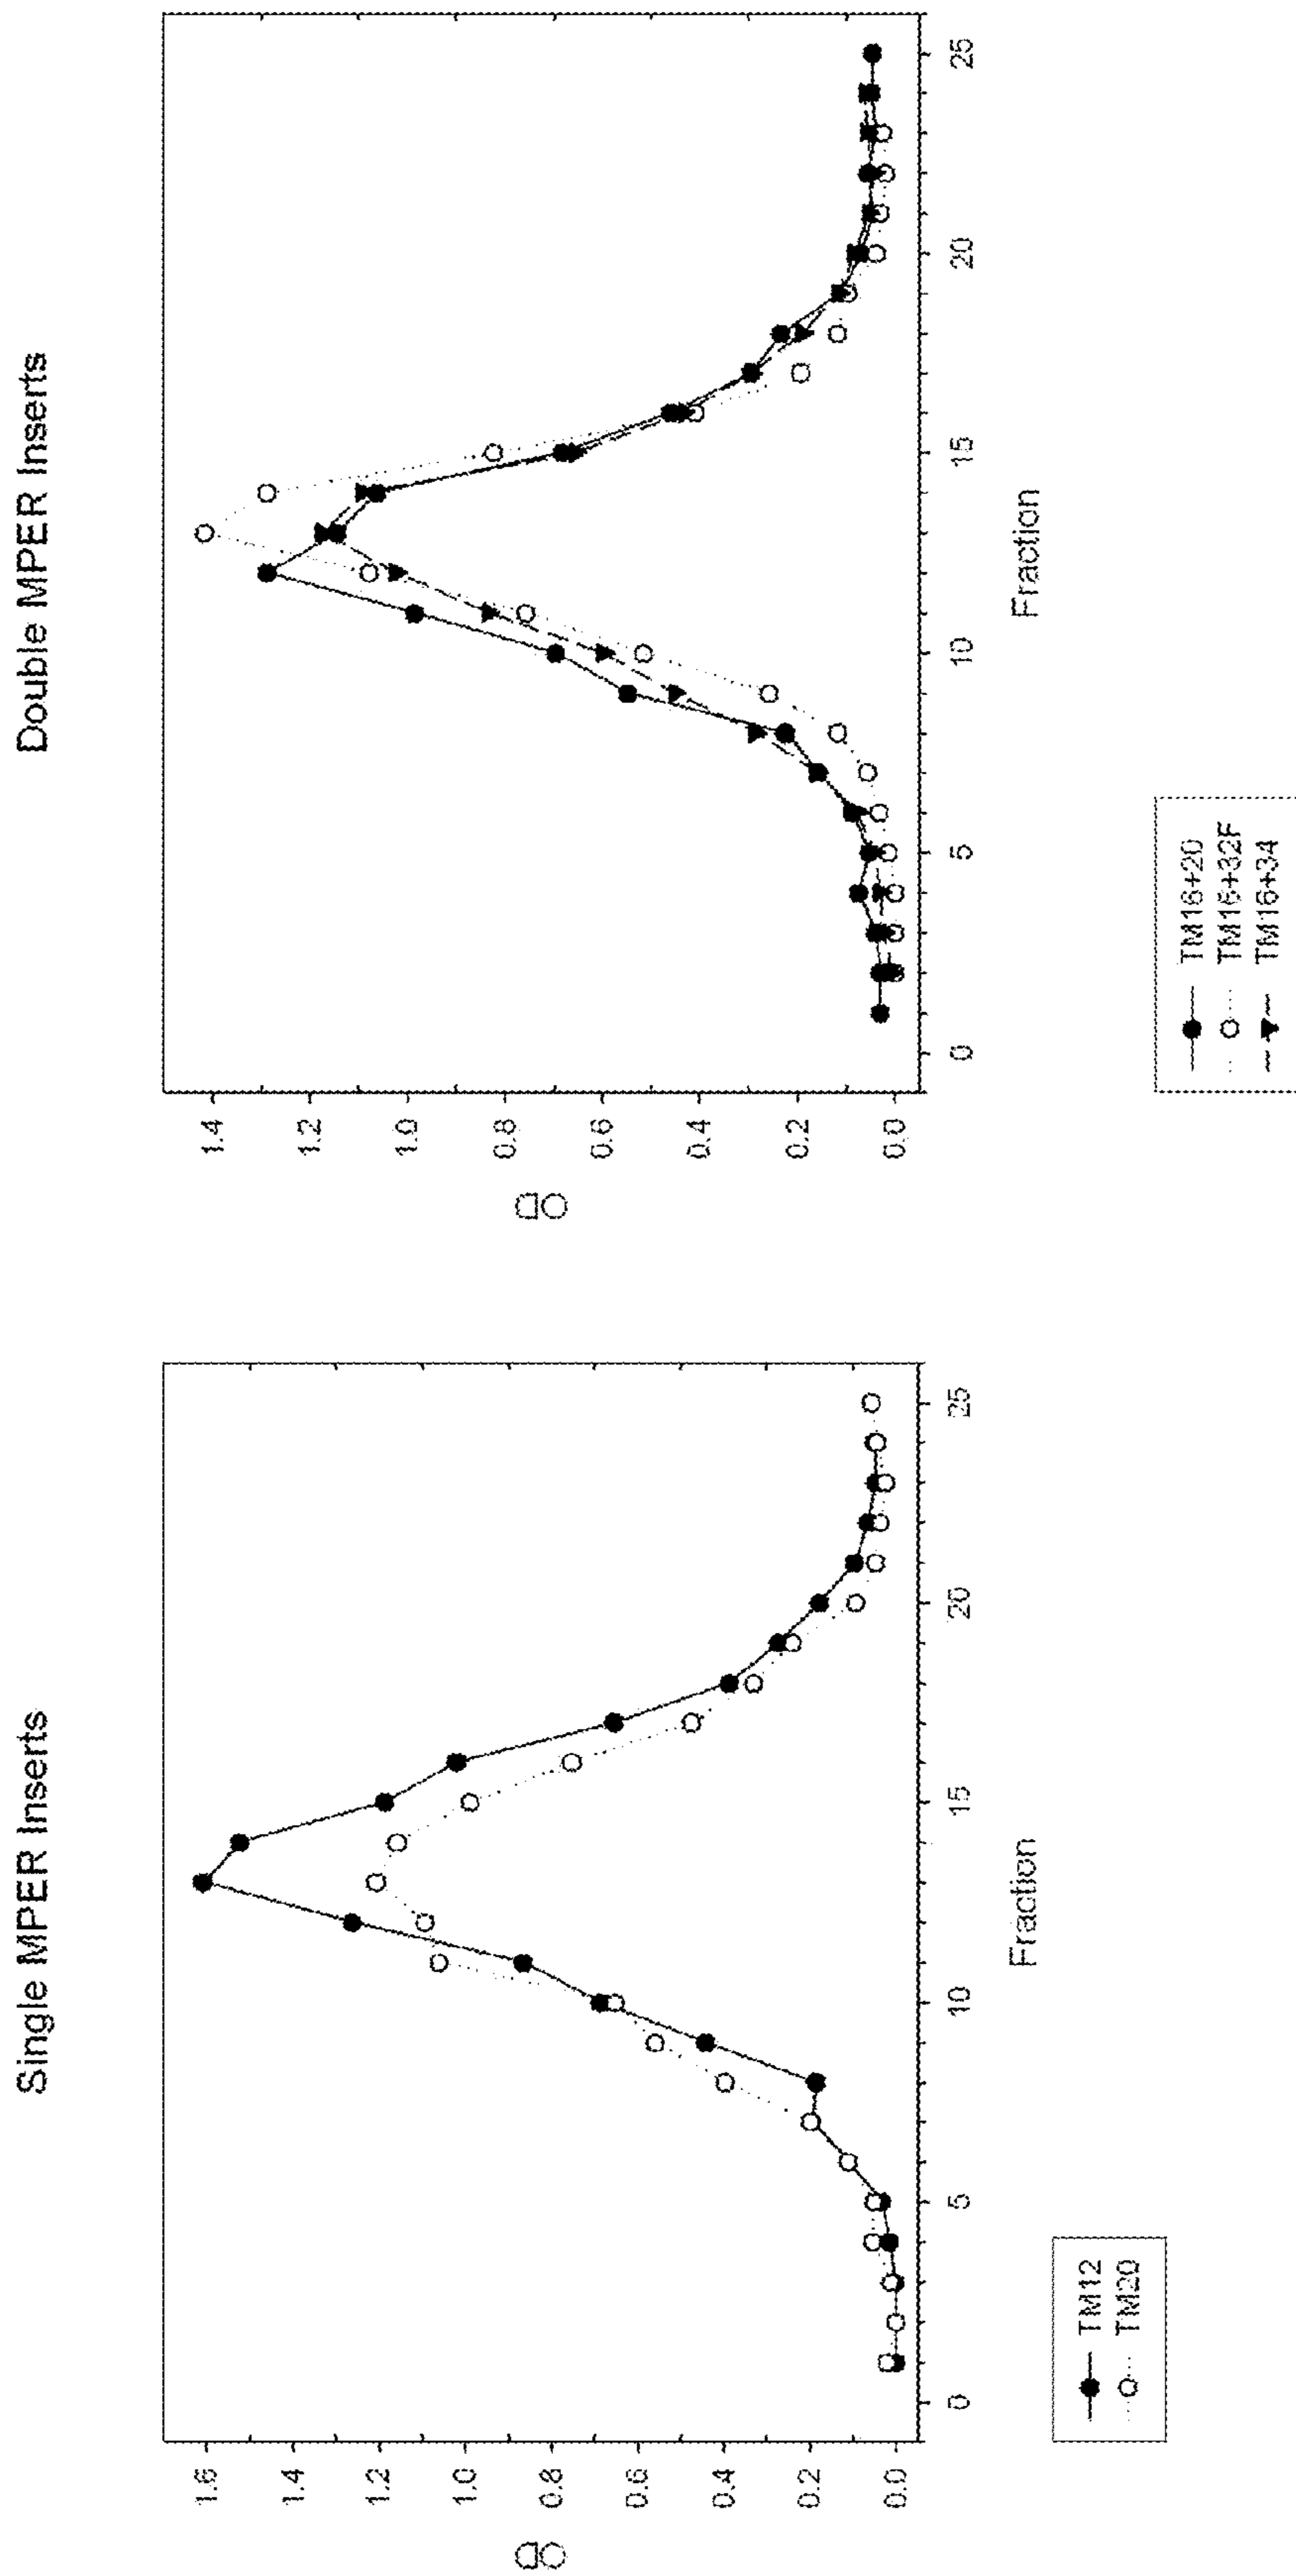 Single MPER Inserts
OD
1.6
1.4
1.2
1.0
0.8
0.6
0.4
0.2
0.0
0 5 10 15 20 25
Fraction
TM12
TM20
Double MPER Inserts
OD
1.4
1.2
1.0
0.8
0.6
0.4
0.2
0.0
0 5 10 15 20 25
Fraction
TM16+20
TM16+32F
TM16+34